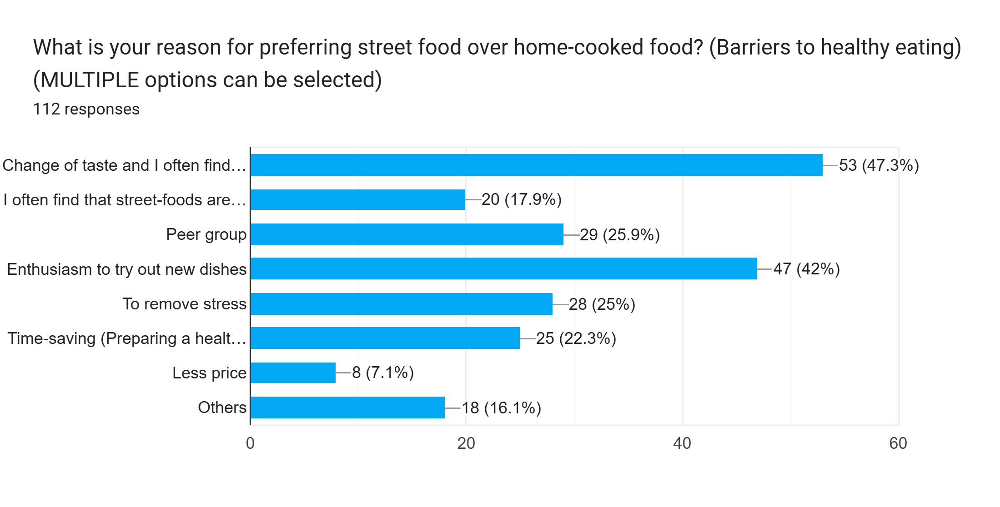 What is your reason for preferring street food over home-cooked food? (Barriers to healthy eating)
(MULTIPLE options can be selected)
112 responses
Change of taste and I often find…
53 (47.3%)
I often find that street-foods are…
20 (17.9%)
Peer group
29 (25.9%)
Enthusiasm to try out new dishes
47 (42%)
To remove stress
28 (25%)
Time-saving (Preparing a healt…
25 (22.3%)
Less price
8 (7.1%)
Others
18 (16.1%)
0 20 40 60